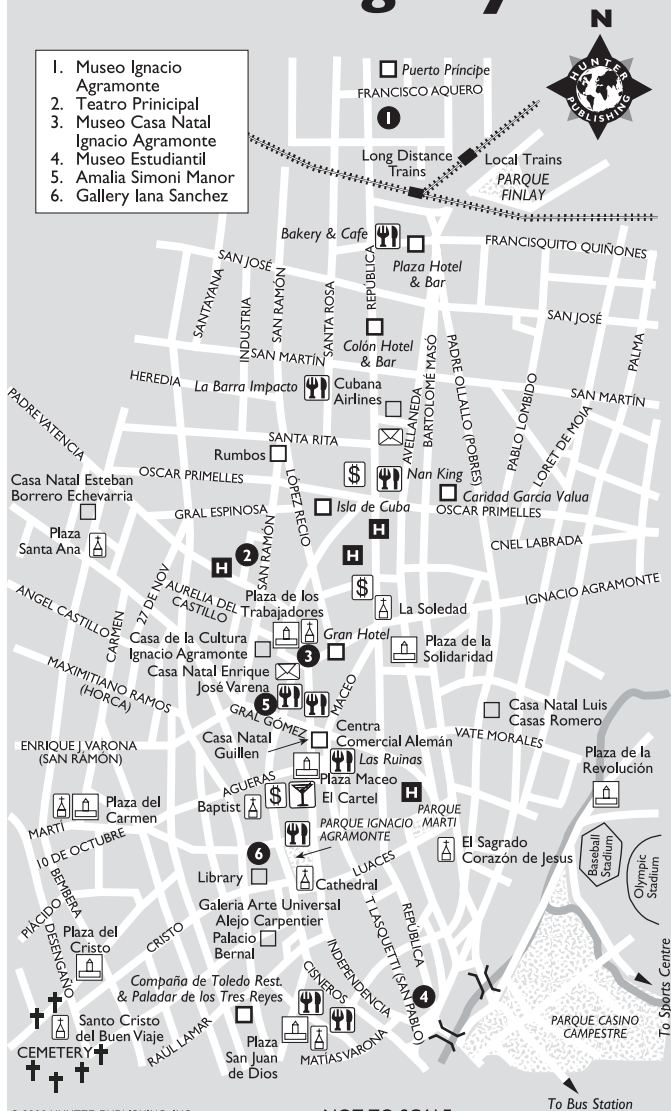 N
HUNTER PUBLISHING
1. Museo Ignacio
Agramonte
2. Teatro Prinicipal
3. Museo Casa Natal
Ignacio Agramonte
4. Museo Estudiantil
5. Amalia Simoni Manor
6. Gallery Iana Sanchez
Puerto Príncipe
FRANCISCO AQUERO
1
Long Distance
Trains
Local Trains
PARQUE
FINLAY
Bakery & Cafe
FRANCISQUITO QUIÑONES
Plaza Hotel
& Bar
SAN JOSÉ
SANTAYANA
INDUSTRIA
SAN RAMÓN
SANTA ROSA
REPÚBLICA
SAN JOSÉ
Colón Hotel
& Bar
PALMA
SAN MARTÍN
HEREDIA
La Barra Impacto
Cubana
Airlines
AVELLANEDA
BARTOLOMÉ MASÓ
PADRE OLLALLO (POBRES)
PABLO LOMBIDO
LLORET DE MOIA
SAN MARTÍN
PADRE VATENCIA
SANTA RITA
Rumbos
OSCAR PRIMELLES
LÓPEZ RECIO
$
Nan King
Caridad García Valua
Casa Natal Esteban
Borrero Echevarria
GRAL ESPINOSA
Isla de Cuba
OSCAR PRIMELLES
H
Plaza
Santa Ana
SAN RAMÓN
2
H
H
CNEL LABRADA
ANGEL CASTILLO
CARMEN
27 DE NOV
AURELIA DEL
CASTILLO
$
IGNACIO AGRAMONTE
Plaza de los
Trabajadores
La Soledad
Casa de la Cultura
Ignacio Agramonte
3
Gran Hotel
Plaza de la
Solidaridad
MAXIMITIANO RAMOS
(HORCA)
Casa Natal Enrique
José Varena
5
MACEO
GRAL GÓMEZ
Casa Natal Luis
Casas Romero
Casa Natal
Guillen
Centra
Comercial Alemán
VATE MORALES
ENRIQUE J. VARONA
(SAN RAMÓN)
Las Ruinas
Plaza de la
Revolución
AGUERAS
Plaza Maceo
Baptist
$
El Cartel
H
PARQUE
MARTI
Plaza del
Carmen
MARTÍ
PARQUE IGNACIO
AGRAMONTE
10 DE OCTUBRE
6
El Sagrado
Corazón de Jesus
Baseball
Stadium
Olympic
Stadium
LUACES
Library
Cathedral
BEMBERA
PIÁCIDO
DESENGAÑO
Galeria Arte Universal
Alejo Carpentier
Palacio
Bernal
T LASQUETTI (SAN PABLO)
REPÚBLICA
Plaza del
Cristo
CRISTO
INDEPENDENCIA
CISNEROS
Compaña de Toledo Rest.
& Paladar de los Tres Reyes
4
To Sports Centre
Santo Cristo
del Buen Viaje
CEMETERY
RAÚL LAMAR
Plaza
San Juan
de Dios
MATÍAS VARONA
PARQUE CASINO
CAMPESTRE
To Bus Station